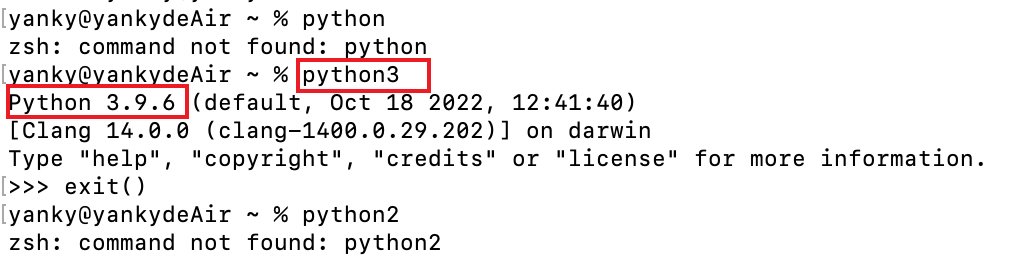 [yanky@yankydeAir ~ % python
zsh: command not found: python
[yanky@yankydeAir ~ % python3
Python 3.9.6 (default, Oct 18 2022, 12:41:40)
[Clang 14.0.0 (clang-1400.0.29.202)] on darwin
Type "help", "copyright", "credits" or "license" for more information.
[>>> exit()
[yanky@yankydeAir ~ % python2
zsh: command not found: python2